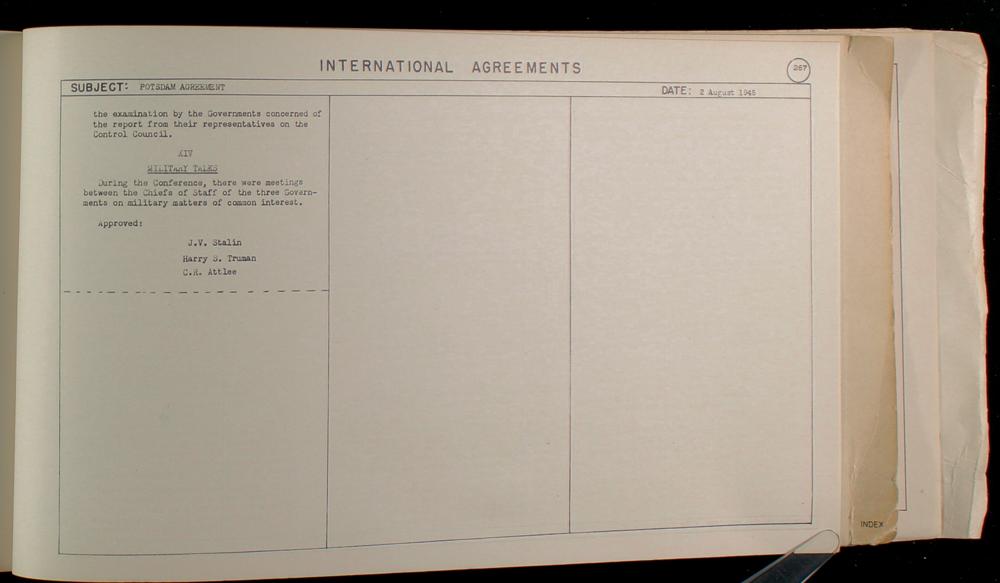 INTERNATIONAL AGREEMENTS
267
SUBJECT: POTSDAM AGREEMENT
DATE: 2 August 1945
the examination by the Governments concerned of
the report from their representatives on the
Control Council.
XIV
MILITARY TALKS
During the Conference, there were meetings
between the Chiefs of Staff of the three Govern-
ments on military matters of common interest.
Approved:
J.V. Stalin
Harry S. Truman
C.R. Attlee
INDEX